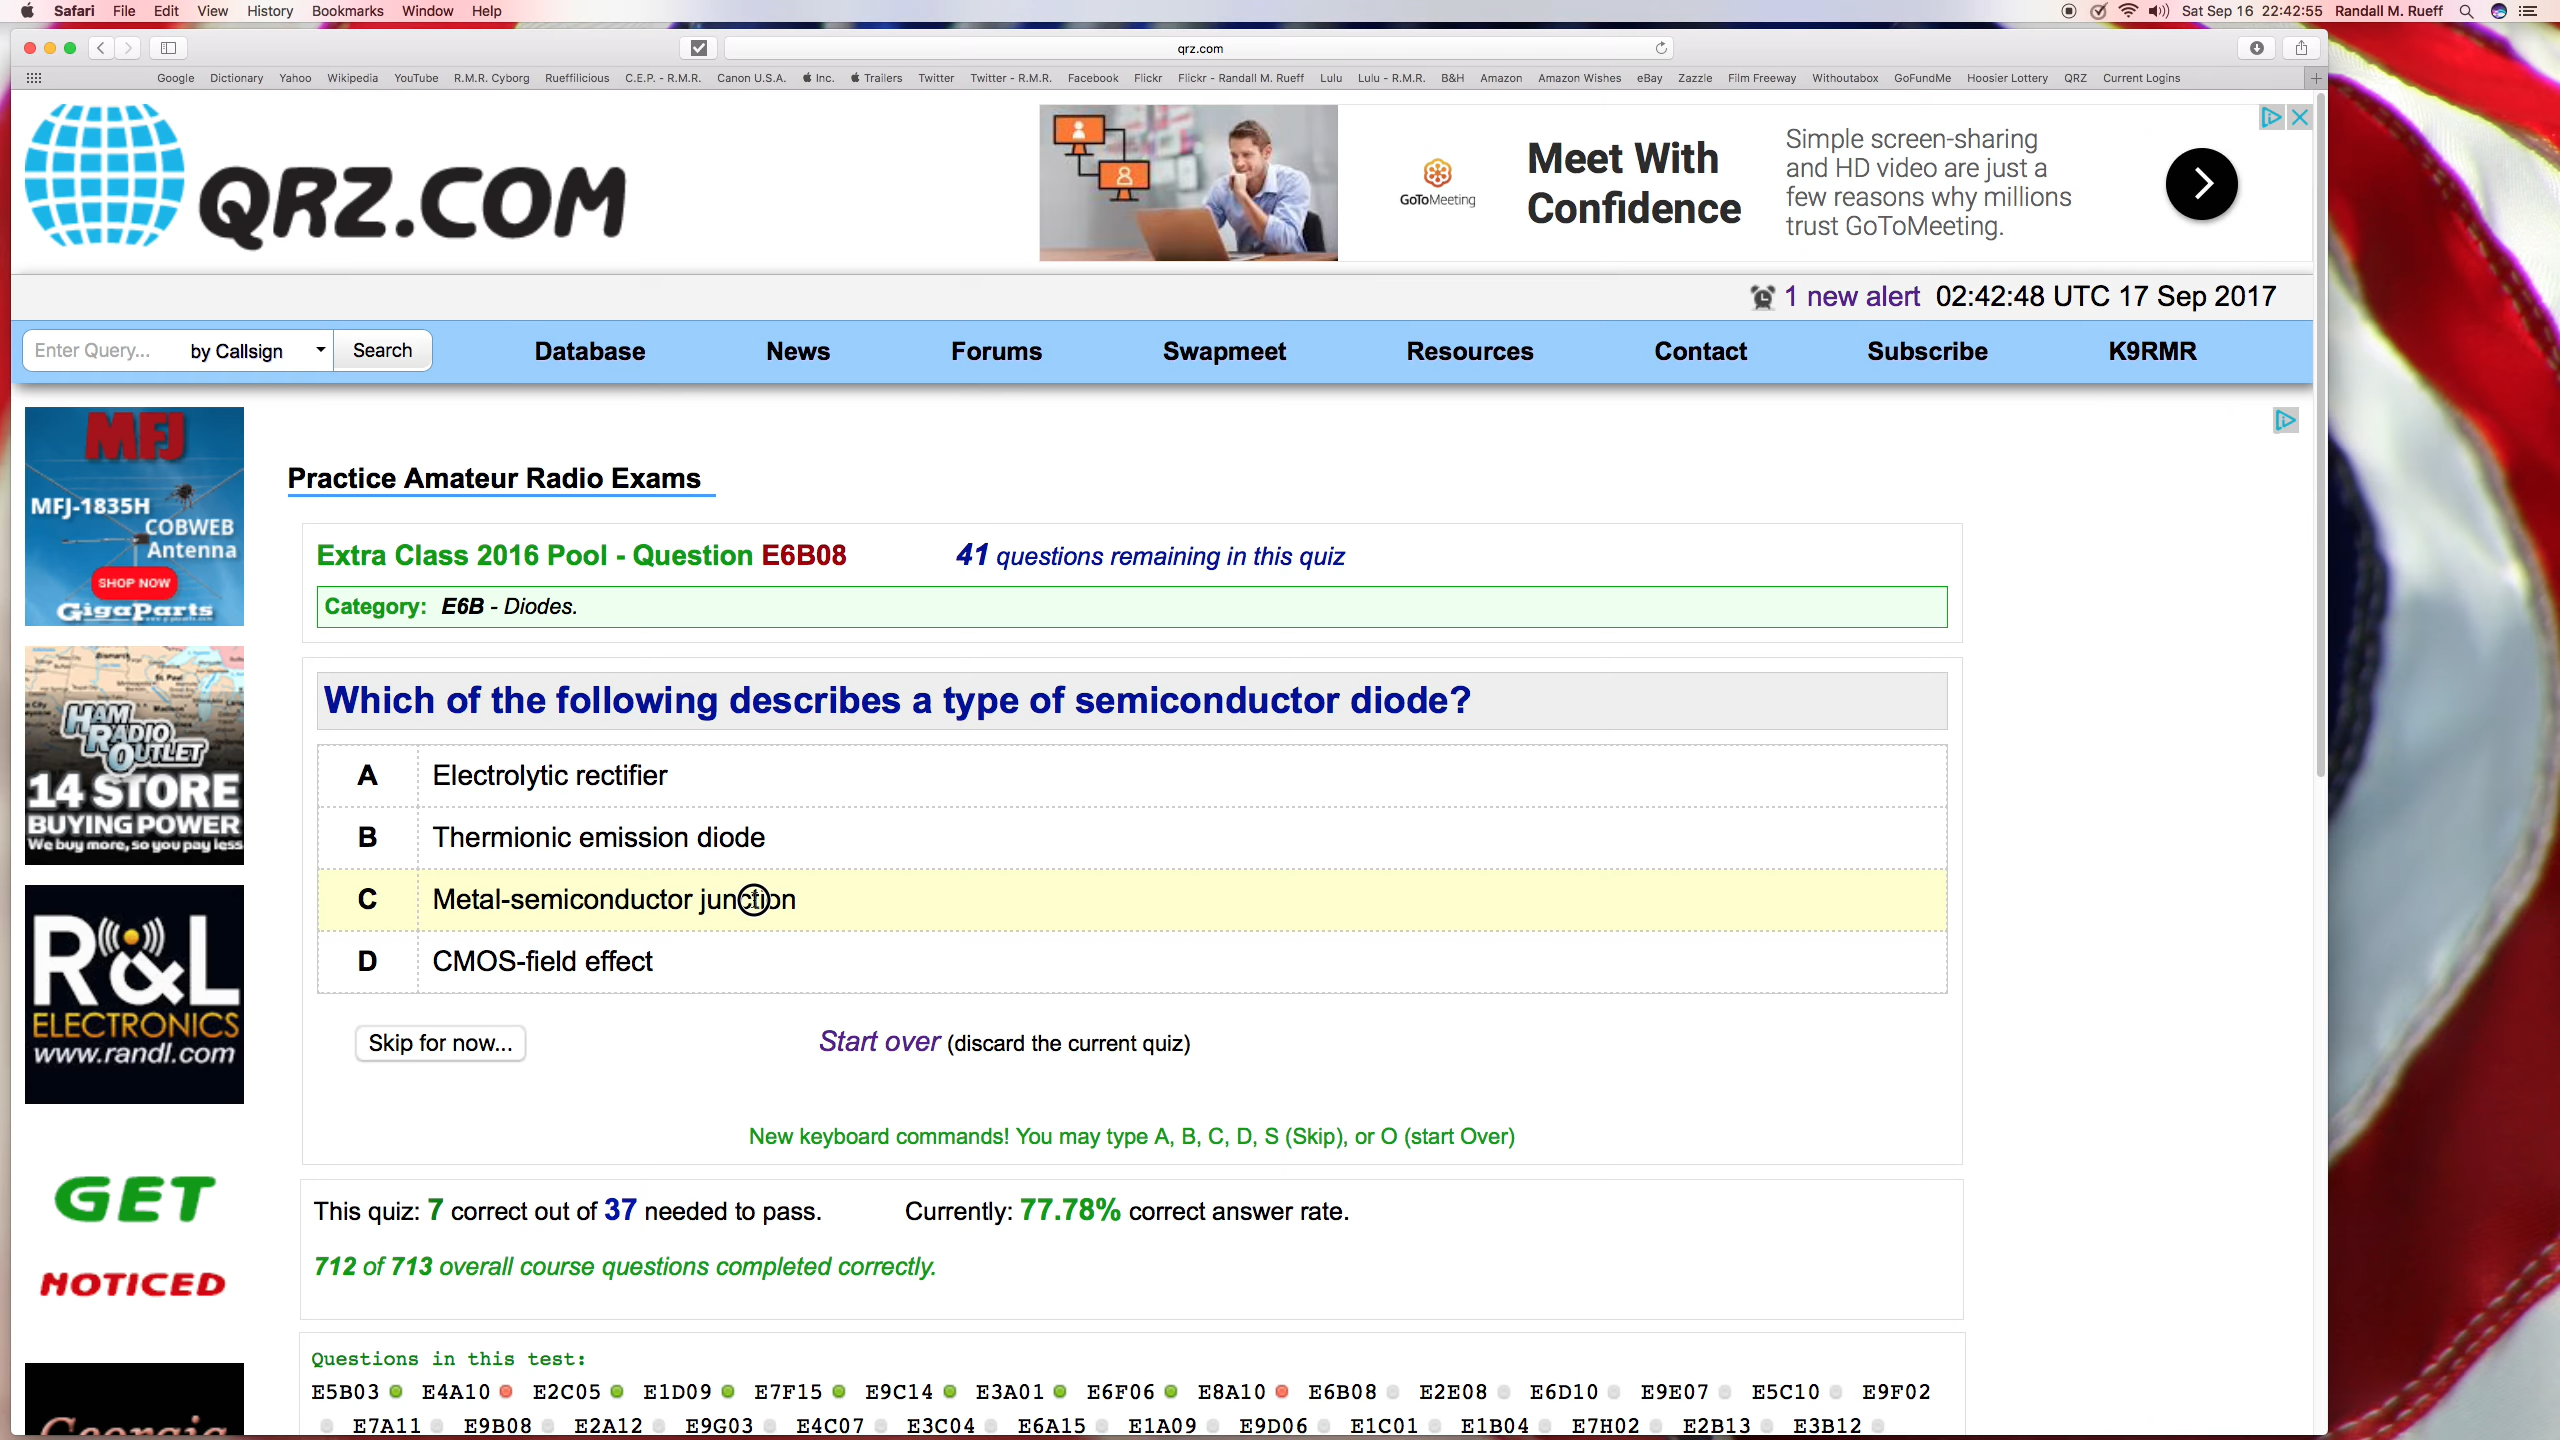 Safari File Edit View History Bookmarks Window Help
Sat Sep 16 22:42:55 Randall M. Rueff
qrz.com
Google Dictionary Yahoo Wikipedia YouTube R.M.R. Cyborg Rueffilicious C.E.P. - R.M.R. Canon U.S.A. Inc. Trailers Twitter Twitter - R.M.R. Facebook Flickr Flickr - Randall M. Rueff Lulu Lulu - R.M.R. B&H Amazon Amazon Wishes eBay Zazzle Film Freeway Withoutabox GoFundMe Hoosier Lottery QRZ Current Logins
QRZ.COM
GoToMeeting
Meet With
Confidence
Simple screen-sharing
and HD video are just a
few reasons why millions
trust GoToMeeting.
1 new alert 02:42:48 UTC 17 Sep 2017
Enter Query... by Callsign Search Database News Forums Swapmeet Resources Contact Subscribe K9RMR
MFJ
MFJ-1835H
COBWEB
Antenna
SHOP NOW
GigaParts
HAM
RADIO
OUTLET
14 STORE
BUYING POWER
We buy more, so you pay less
R&L
ELECTRONICS
www.randl.com
GET
NOTICED
Georgia
Practice Amateur Radio Exams
Extra Class 2016 Pool - Question E6B08 41 questions remaining in this quiz
Category: E6B - Diodes.
Which of the following describes a type of semiconductor diode?
A Electrolytic rectifier
B Thermionic emission diode
C Metal-semiconductor junction
D CMOS-field effect
Skip for now... Start over (discard the current quiz)
New keyboard commands! You may type A, B, C, D, S (Skip), or O (start Over)
This quiz: 7 correct out of 37 needed to pass. Currently: 77.78% correct answer rate.
712 of 713 overall course questions completed correctly.
Questions in this test:
E5B03 E4A10 E2C05 E1D09 E7F15 E9C14 E3A01 E6F06 E8A10 E6B08 E2E08 E6D10 E9E07 E5C10 E9F02
E7A11 E9B08 E2A12 E9G03 E4C07 E3C04 E6A15 E1A09 E9D06 E1C01 E1B04 E7H02 E2B13 E3B12